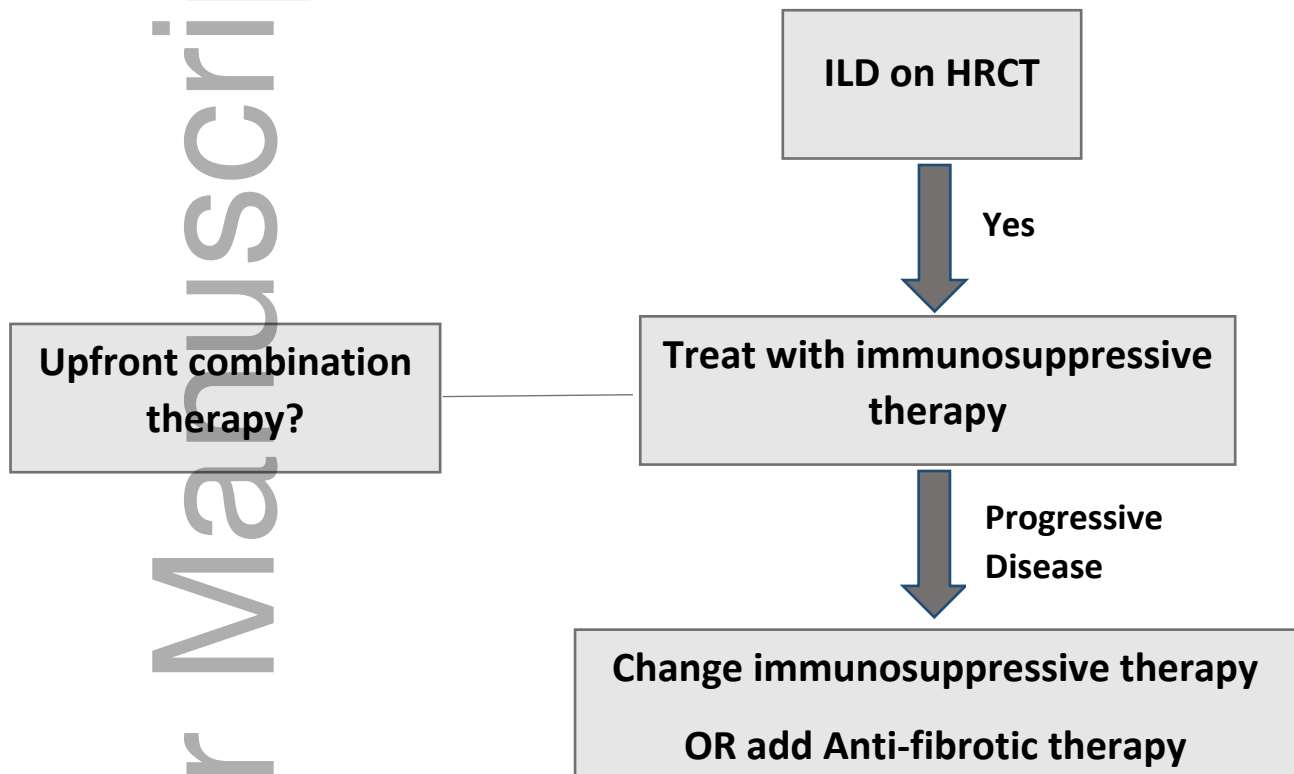 ILD on HRCT
Yes
Upfront combination
therapy?
Treat with immunosuppressive
therapy
Progressive
Disease
Change immunosuppressive therapy
OR add Anti-fibrotic therapy
r Manuscri